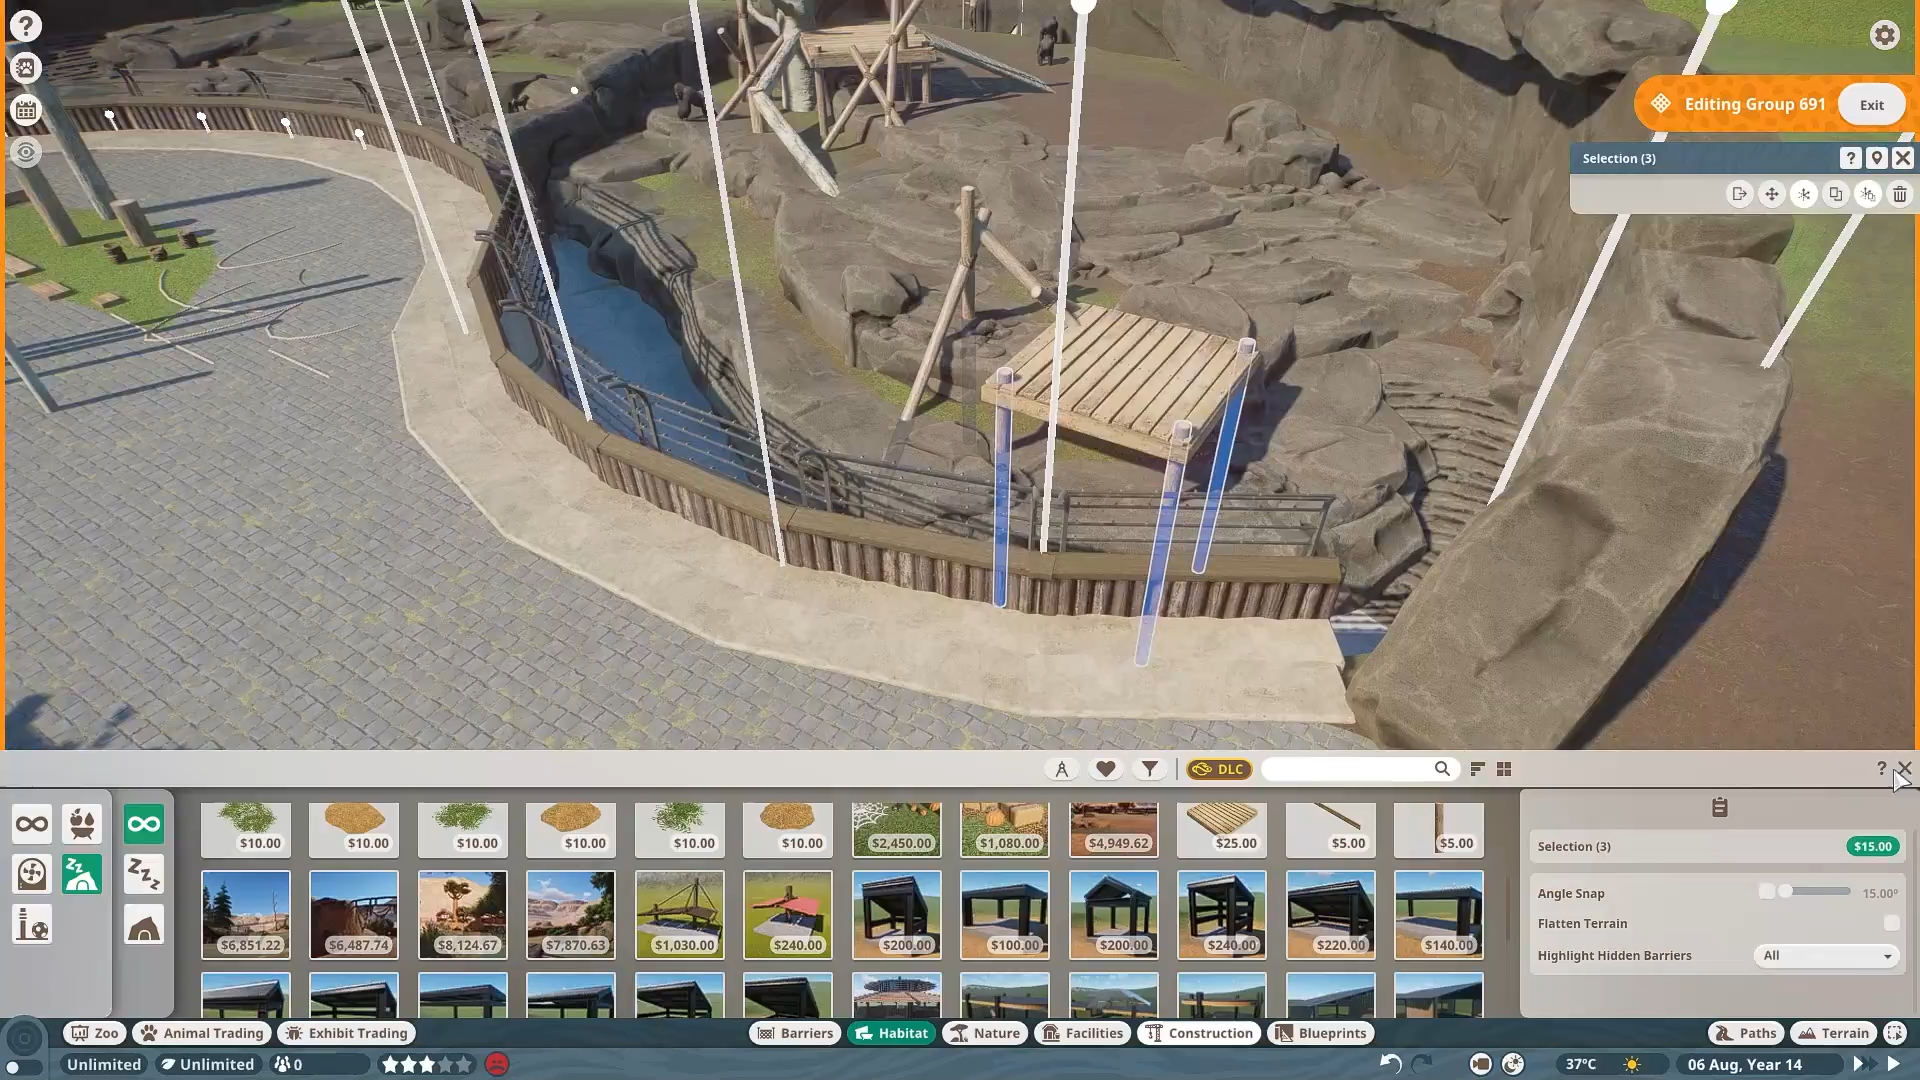 ?
Editing Group 691 Exit
Selection (3) ?
DLC
?
$10.00 $10.00 $10.00 $10.00 $10.00 $10.00 $2,450.00 $1,080.00 $4,949.62 $25.00 $5.00 $5.00
Selection (3) $15.00
$6,851.22 $6,487.74 $8,124.67 $7,870.63 $1,030.00 $240.00 $200.00 $100.00 $200.00 $240.00 $220.00 $140.00
Angle Snap 15.00º
Flatten Terrain
Highlight Hidden Barriers All
Zoo Animal Trading Exhibit Trading Barriers Habitat Nature Facilities Construction Blueprints Paths Terrain
Unlimited Unlimited 0 37°C 06 Aug, Year 14